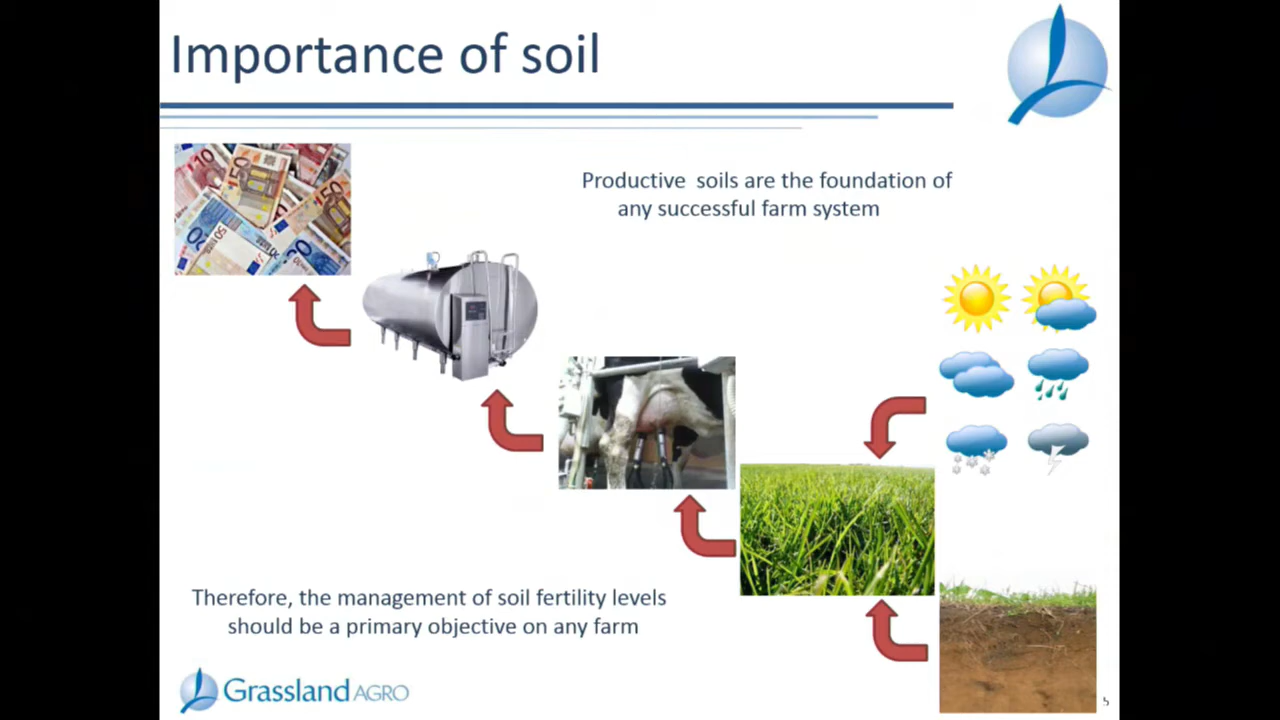 Importance of soil
Productive soils are the foundation of
any successful farm system
Therefore, the management of soil fertility levels
should be a primary objective on any farm
Grassland AGRO
5